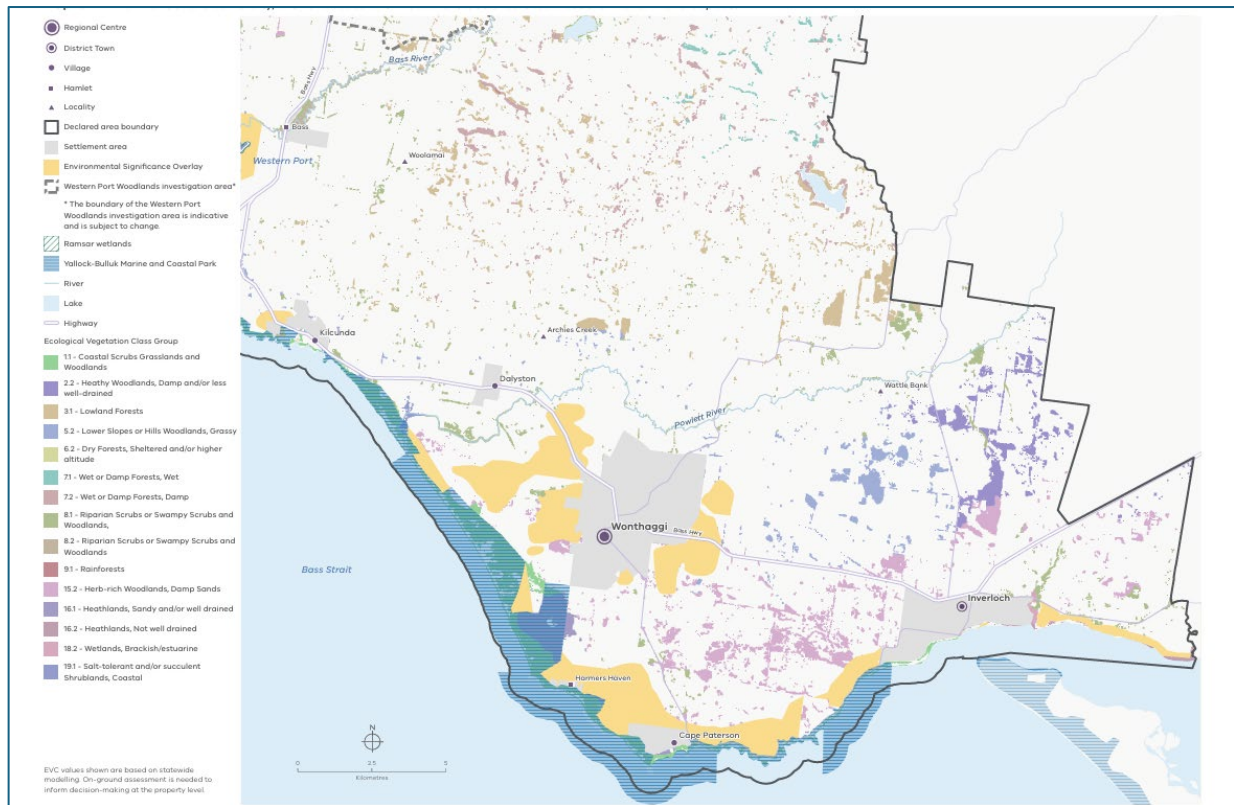 Regional Centre
District Town
Village
Hamlet
Locality
Declared area boundary
Settlement area
Environmental Significance Overlay
Western Port Woodlands investigation area*
* The boundary of the Western Port
Woodlands investigation area is indicative
and is subject to change.
Ramsar wetlands
Yallock-Bulluk Marine and Coastal Park
River
Lake
Highway
Ecological Vegetation Class Group
1.1 - Coastal Scrubs Grasslands and
Woodlands
2.2 - Heathy Woodlands, Damp and/or less
well-drained
3.1 - Lowland Forests
5.2 - Lower Slopes or Hills Woodlands, Grassy
6.2 - Dry Forests, Sheltered and/or higher
altitude
7.1 - Wet or Damp Forests, Wet
7.2 - Wet or Damp Forests, Damp
8.1 - Riparian Scrubs or Swampy Scrubs and
Woodlands,
8.2 - Riparian Scrubs or Swampy Scrubs and
Woodlands
9.1 - Rainforests
15.2 - Herb-rich Woodlands, Damp Sands
16.1 - Heathlands, Sandy and/or well drained
16.2 - Heathlands, Not well drained
18.2 - Wetlands, Brackish/estuarine
19.1 - Salt-tolerant and/or succulent
Shrublands, Coastal
EVC values shown are based on statewide
modelling. On-ground assessment is needed to
inform decision-making at the property level.
Bass River
Bass Hwy
Bass
Western Port
Woolamai
Kilcunda
Archies Creek
Dalyston
Wattle Bank
Powlett River
Wonthaggi
Bass Hwy
Bass Strait
Inverloch
Harmers Haven
Cape Paterson
N
0 2.5 5
Kilometres